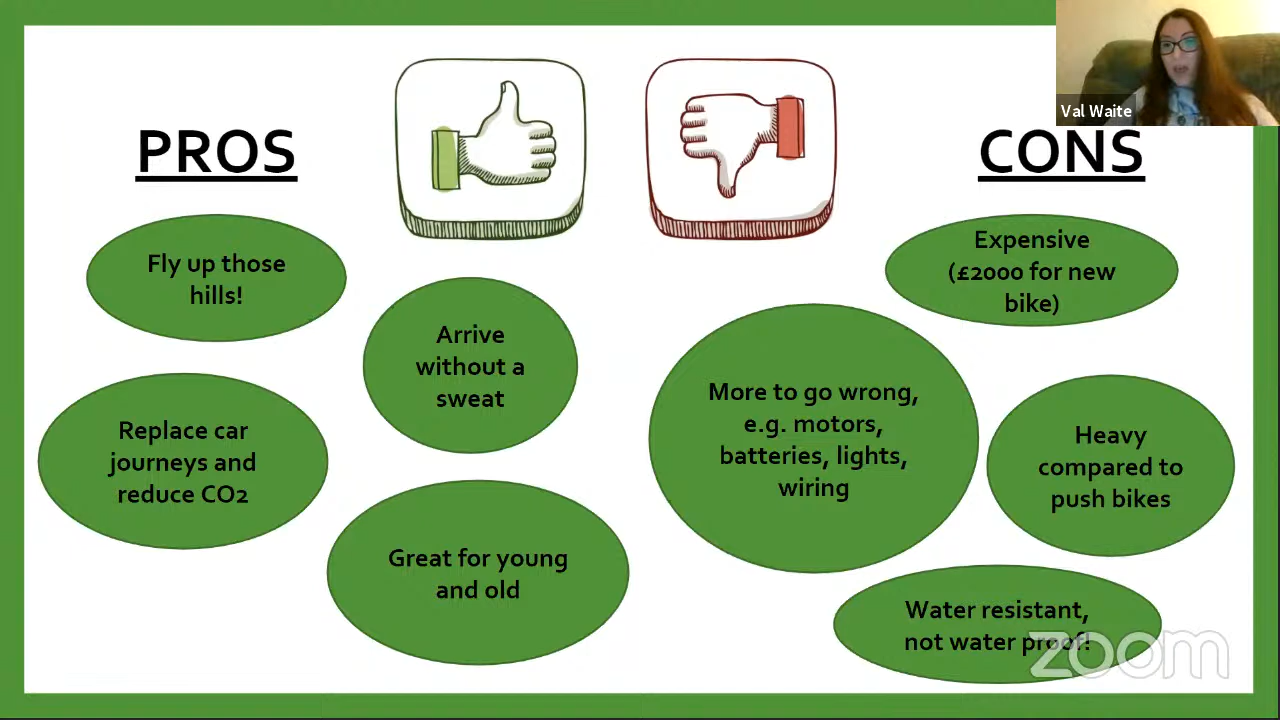 Val Waite
PROS
CONS
Fly up those
hills!
Arrive
without a
sweat
Replace car
journeys and
reduce CO2
Great for young
and old
Expensive
(£2000 for new
bike)
More to go wrong,
e.g. motors,
batteries, lights,
wiring
Heavy
compared to
push bikes
Water resistant,
not water proof!
zoom